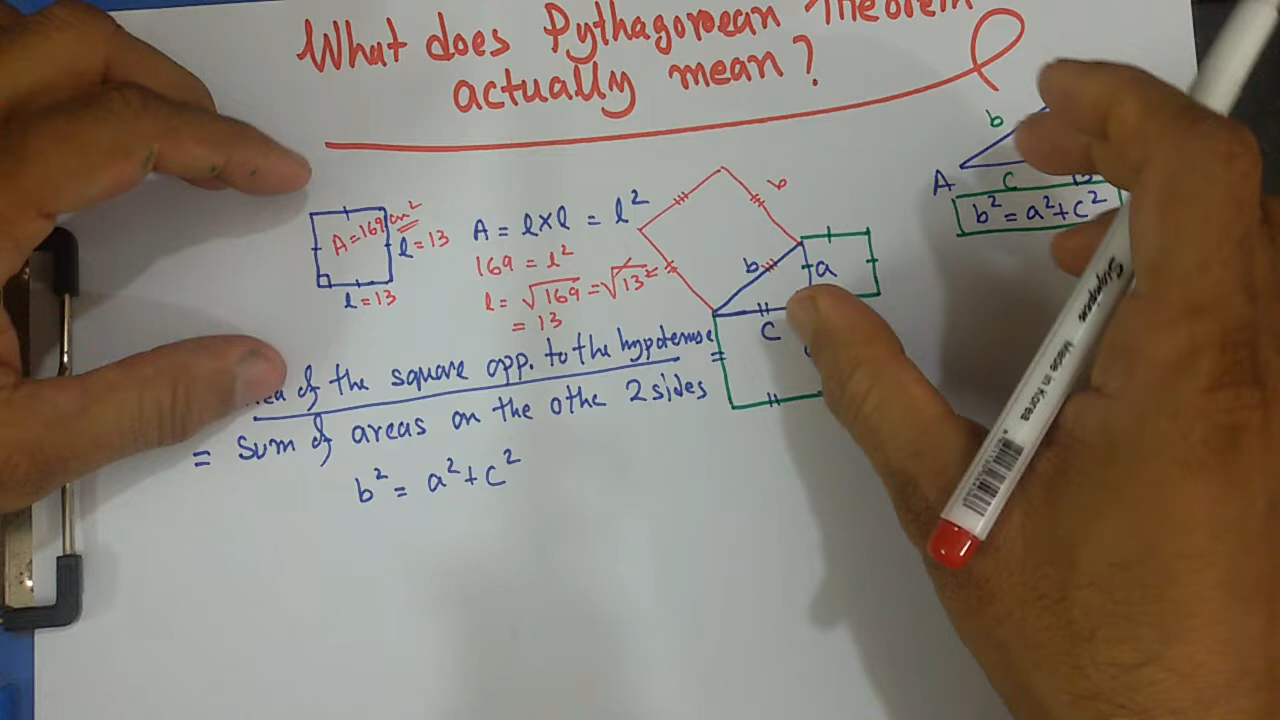 What does Pythagorean Theorem
actually mean?
A=169 cm²
l=13
l=13
A = l×l = l²
169 = l²
l = √169 = √13²
= 13
b
b
a
c
b
A
c
b² = a²+c²
of the square opp. to the hypotenuse
= Sum of areas on the othe 2 sides
b² = a²+c²
Made in Korea